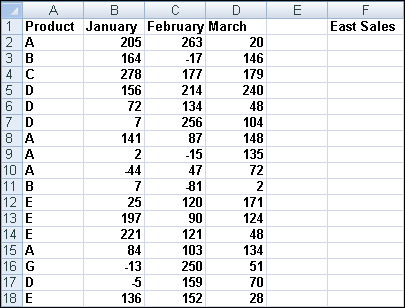 A B C D E F
1 Product January February March East Sales
2 A 205 263 20
3 B 164 -17 146
4 C 278 177 179
5 D 156 214 240
6 D 72 134 48
7 D 7 256 104
8 A 141 87 148
9 A 2 -15 135
10 A -44 47 72
11 B 7 -81 2
12 E 25 120 171
13 E 197 90 124
14 E 221 121 48
15 A 84 103 134
16 G -13 250 51
17 D -5 159 70
18 E 136 152 28